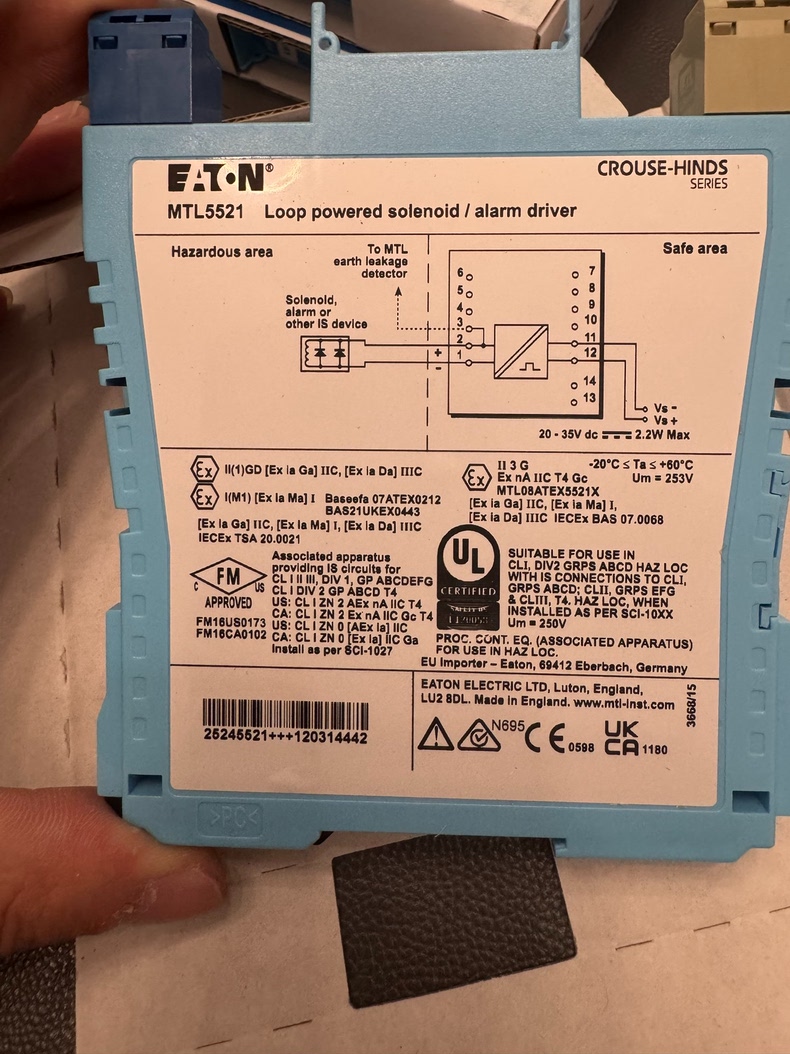 EATON®
CROUSE-HINDS
SERIES
MTL5521 Loop powered solenoid / alarm driver
Hazardous area
To MTL
earth leakage
detector
Safe area
Solenoid,
alarm or
other IS device
6
5
4
3
2
1
+
-
7
8
9
10
11
12
14
13
Vs -
Vs +
20 - 35V dc 2.2W Max
Ex II(1)GD [Ex ia Ga] IIC, [Ex ia Da] IIIC
Ex I(M1) [Ex ia Ma] I Baseefa 07ATEX0212
BAS21UKEX0443
[Ex ia Ga] IIC, [Ex ia Ma] I, [Ex ia Da] IIIC
IECEx TSA 20.0021
Ex II 3 G -20°C ≤ Ta ≤ +60°C
Ex nA IIC T4 Gc Um = 253V
MTL08ATEX5521X
[Ex ia Ga] IIC, [Ex ia Ma] I,
[Ex ia Da] IIIC IECEx BAS 07.0068
C FM US
APPROVED
FM16US0173
FM16CA0102
Associated apparatus
providing IS circuits for
CL I II III, DIV 1, GP ABCDEFG
CL I DIV 2 GP ABCD T4
US: CL I ZN 2 AEx nA IIC T4
CA: CL I ZN 2 Ex nA IIC Gc T4
US: CL I ZN 0 [AEx ia] IIC
CA: CL I ZN 0 [Ex ia] IIC Ga
Install as per SCI-1027
UL
CERTIFIED
SUITABLE FOR USE IN
CLI, DIV2 GRPS ABCD HAZ LOC
WITH IS CONNECTIONS TO CLI,
GRPS ABCD; CLII, GRPS EFG
& CLIII, T4. HAZ LOC, WHEN
INSTALLED AS PER SCI-10XX
Um = 250V
PROC. CONT. EQ. (ASSOCIATED APPARATUS)
FOR USE IN HAZ LOC.
EU Importer – Eaton, 69412 Eberbach, Germany
25245521+++120314442
EATON ELECTRIC LTD, Luton, England,
LU2 8DL. Made in England. www.mtl-inst.com
3668/15
N695 CE 0598 UK CA 1180
>PC<